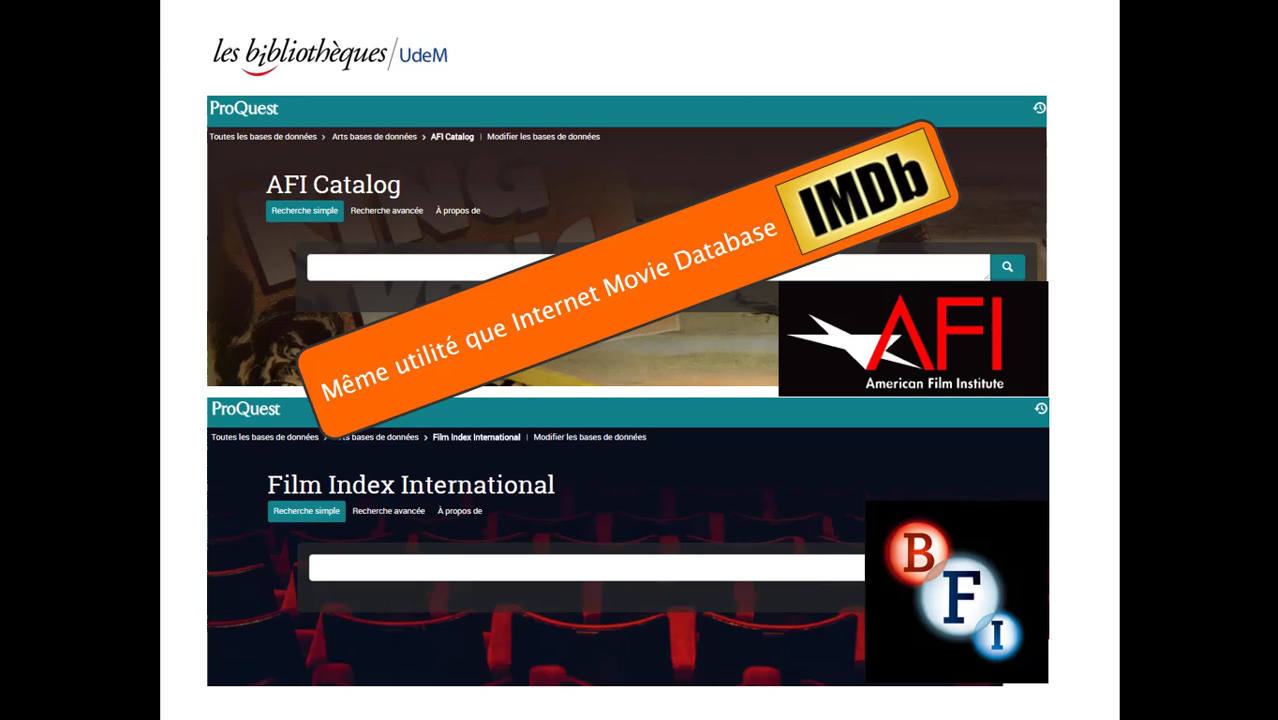 les bibliothèques/UdeM
ProQuest
Toutes les bases de données > Arts bases de données > AFI Catalog | Modifier les bases de données
AFI Catalog
Recherche simple Recherche avancée À propos de
Même utilité que Internet Movie Database IMDb
AFI
American Film Institute
ProQuest
Toutes les bases de données > Arts bases de données > Film Index International | Modifier les bases de données
Film Index International
Recherche simple Recherche avancée À propos de
B
F
I